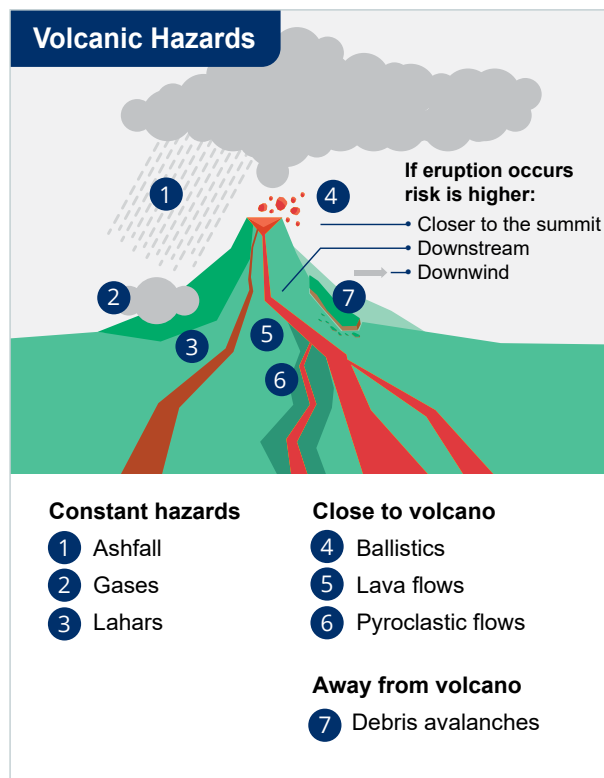 Volcanic Hazards
1
4
If eruption occurs
risk is higher:
Closer to the summit
Downstream
Downwind
2
7
3
5
6
Constant hazards
1 Ashfall
2 Gases
3 Lahars
Close to volcano
4 Ballistics
5 Lava flows
6 Pyroclastic flows
Away from volcano
7 Debris avalanches